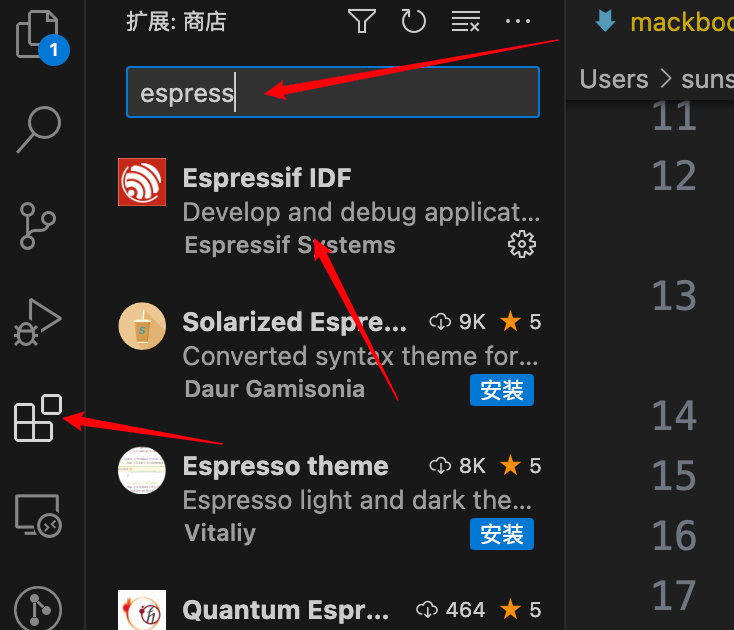 扩展: 商店
1
espress
Espressif IDF
Develop and debug applicat...
Espressif Systems
Solarized Espre... 9K 5
Converted syntax theme for...
Daur Gamisonia 安装
Espresso theme 8K 5
Espresso light and dark the...
Vitaliy 安装
Quantum Espr... 464 5
mackboo
Users > suns
11
12
13
14
15
16
17